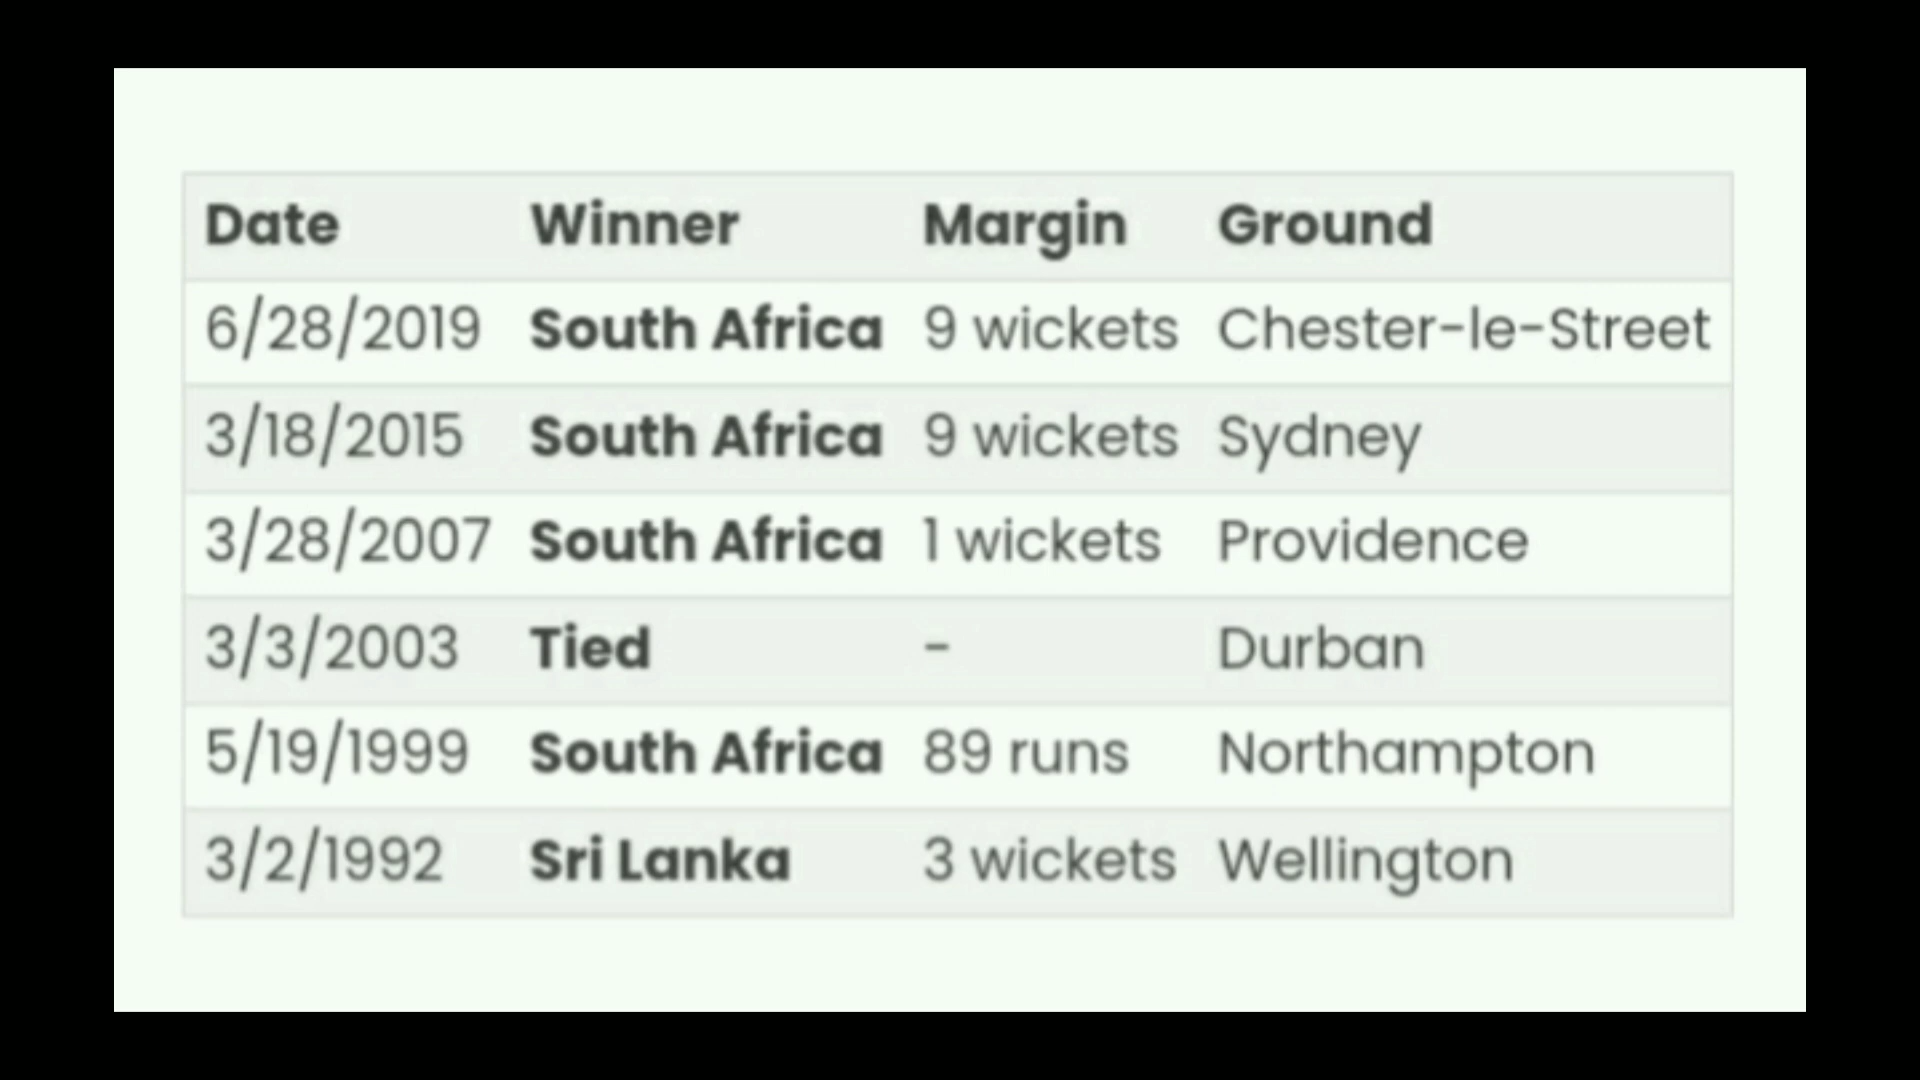 Date Winner Margin Ground
6/28/2019 South Africa 9 wickets Chester-le-Street
3/18/2015 South Africa 9 wickets Sydney
3/28/2007 South Africa 1 wickets Providence
3/3/2003 Tied - Durban
5/19/1999 South Africa 89 runs Northampton
3/2/1992 Sri Lanka 3 wickets Wellington